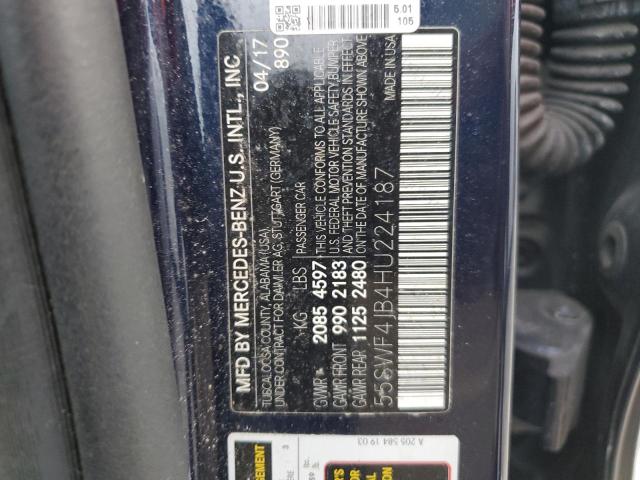 MFD BY MERCEDES-BENZ U.S. INTL., INC.
TUSCALOOSA COUNTY, ALABAMA (USA)
UNDER CONTRACT FOR DAIMLER AG, STUTTGART (GERMANY)
04/17
890
KG LBS PASSENGER CAR
GVWR 2085 4597
GAWR FRONT 990 2183
GAWR REAR 1125 2480
THIS VEHICLE CONFORMS TO ALL APPLICABLE
U.S. FEDERAL MOTOR VEHICLE SAFETY, BUMPER
AND THEFT PREVENTION STANDARDS IN EFFECT
ON THE DATE OF MANUFACTURE SHOWN ABOVE
MADE IN USA
55SWF4JB4HU224187
5.01
105
A 205 584 19 03